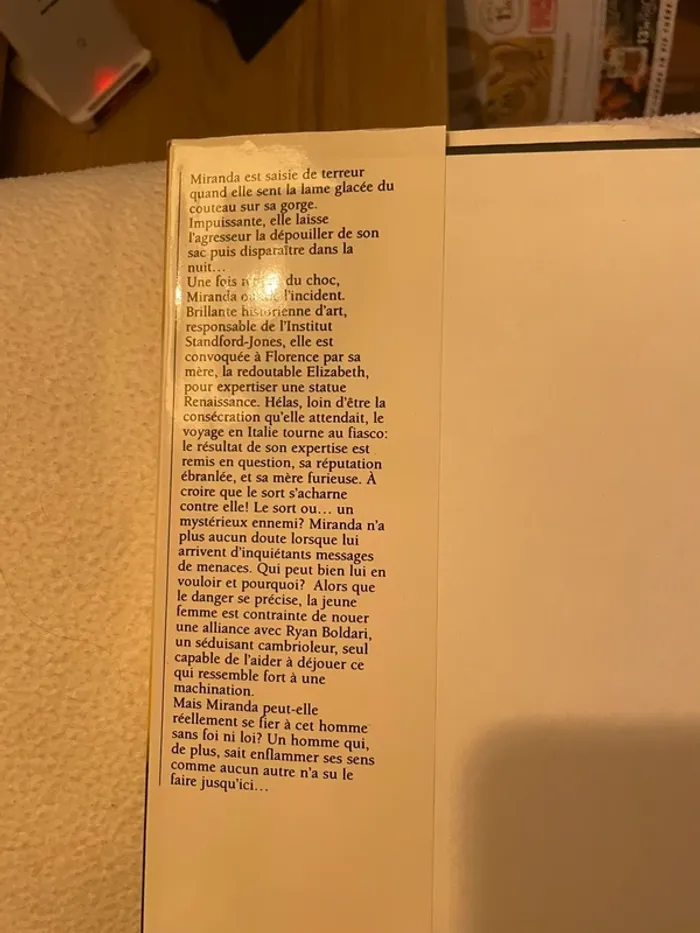 Miranda est saisie de terreur
quand elle sent la lame glacée du
couteau sur sa gorge.
Impuissante, elle laisse
l'agresseur la dépouiller de son
sac puis disparaître dans la
nuit...
Une fois du choc,
Miranda l'incident.
Brillante historienne d'art,
responsable de l'Institut
Standford-Jones, elle est
convoquée à Florence par sa
mère, la redoutable Elizabeth,
pour expertiser une statue
Renaissance. Hélas, loin d'être la
consécration qu'elle attendait, le
voyage en Italie tourne au fiasco:
le résultat de son expertise est
remis en question, sa réputation
ébranlée, et sa mère furieuse. À
croire que le sort s'acharne
contre elle! Le sort ou... un
mystérieux ennemi? Miranda n'a
plus aucun doute lorsque lui
arrivent d'inquiétants messages
de menaces. Qui peut bien lui en
vouloir et pourquoi? Alors que
le danger se précise, la jeune
femme est contrainte de nouer
une alliance avec Ryan Boldari,
un séduisant cambrioleur, seul
capable de l'aider à déjouer ce
qui ressemble fort à une
machination.
Mais Miranda peut-elle
réellement se fier à cet homme
sans foi ni loi? Un homme qui,
de plus, sait enflammer ses sens
comme aucun autre n'a su le
faire jusqu'ici...